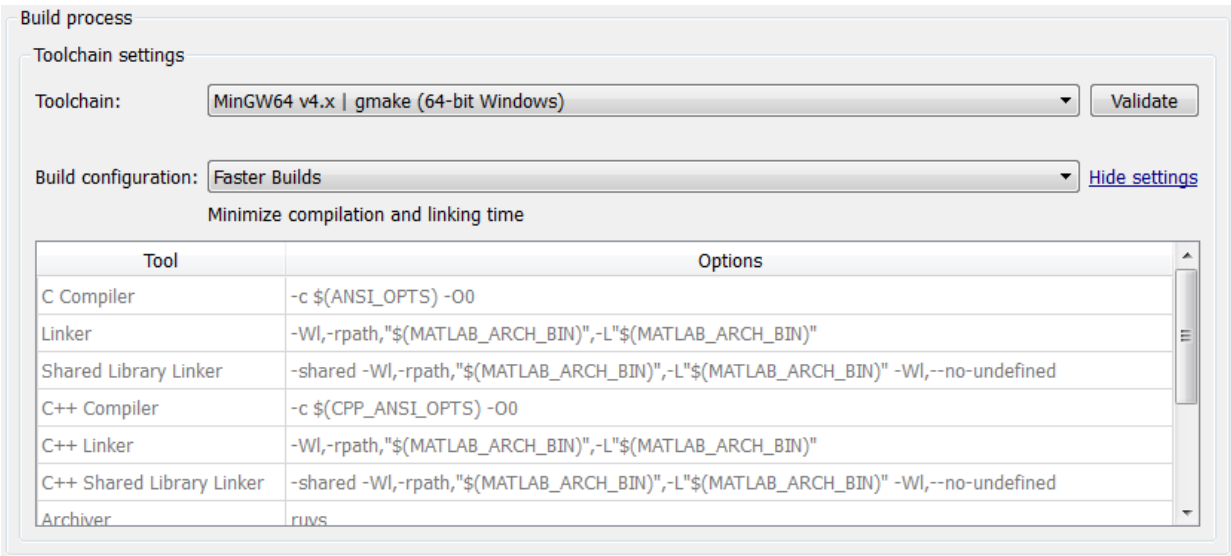 Build process
Toolchain settings
Toolchain: MinGW64 v4.x | gmake (64-bit Windows) Validate
Build configuration: Faster Builds Hide settings
Minimize compilation and linking time
Tool Options
C Compiler -c $(ANSI_OPTS) -O0
Linker -Wl,-rpath,"$(MATLAB_ARCH_BIN)",-L"$(MATLAB_ARCH_BIN)"
Shared Library Linker -shared -Wl,-rpath,"$(MATLAB_ARCH_BIN)",-L"$(MATLAB_ARCH_BIN)" -Wl,--no-undefined
C++ Compiler -c $(CPP_ANSI_OPTS) -O0
C++ Linker -Wl,-rpath,"$(MATLAB_ARCH_BIN)",-L"$(MATLAB_ARCH_BIN)"
C++ Shared Library Linker -shared -Wl,-rpath,"$(MATLAB_ARCH_BIN)",-L"$(MATLAB_ARCH_BIN)" -Wl,--no-undefined
Archiver ruvs